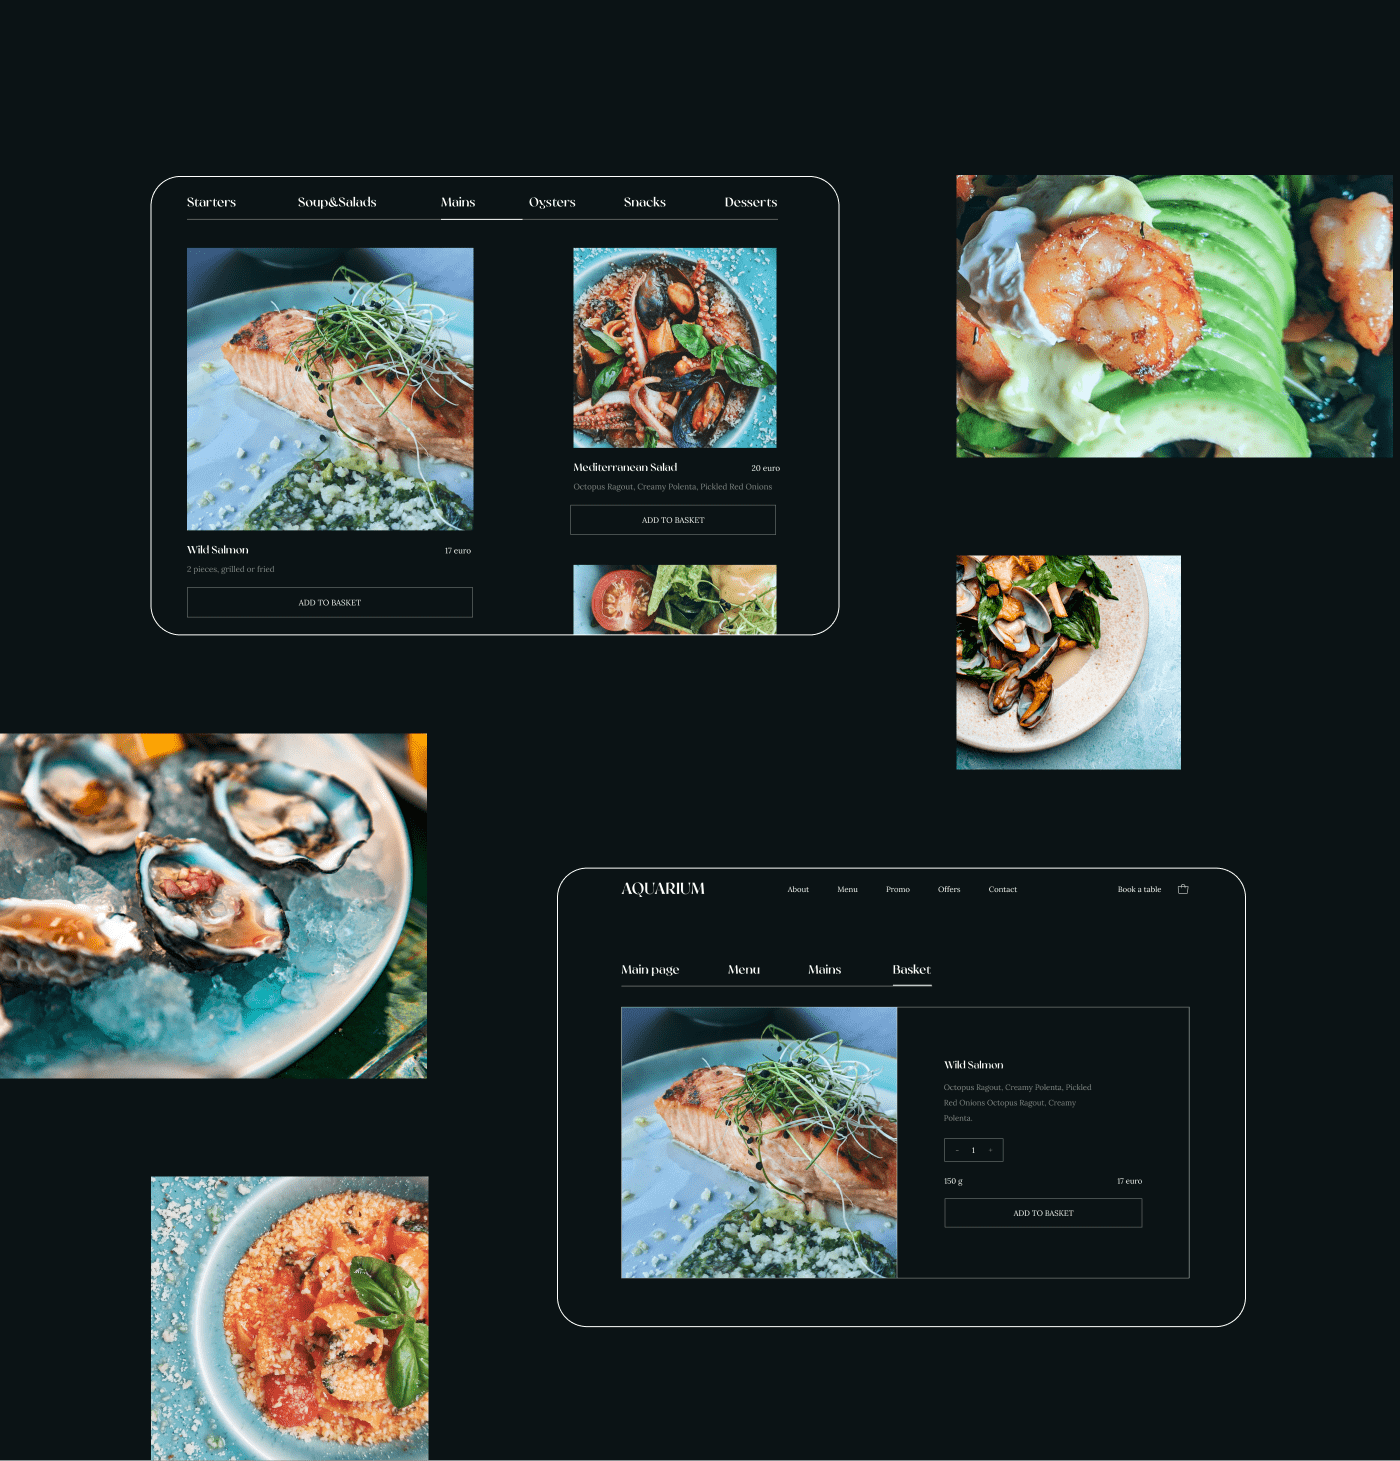 Starters Soup&Salads Mains Oysters Snacks Desserts
Mediterranean Salad 20 euro
Octopus Ragout, Creamy Polenta, Pickled Red Onions
ADD TO BASKET
Wild Salmon 17 euro
2 pieces, grilled or fried
ADD TO BASKET
AQUARIUM About Menu Promo Offers Contact Book a table
Main page Menu Mains Basket
Wild Salmon
Octopus Ragout, Creamy Polenta, Pickled
Red Onions Octopus Ragout, Creamy
Polenta.
- 1 +
150 g 17 euro
ADD TO BASKET